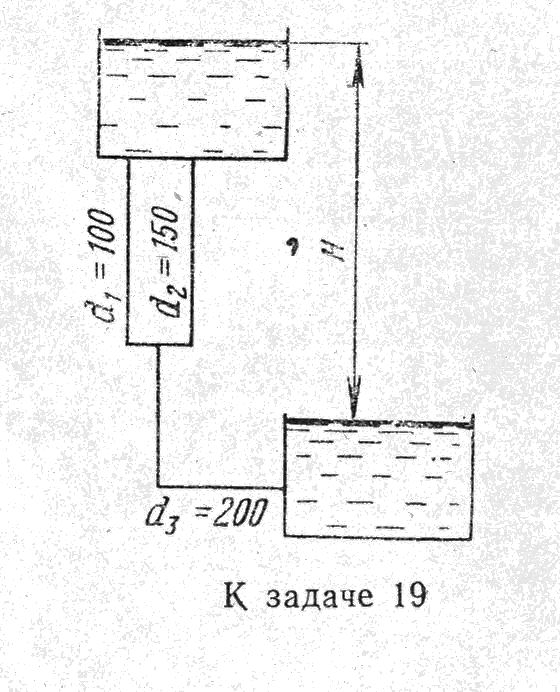 d₁ = 100
d₂ = 150
H
d₃ = 200
К задаче 19